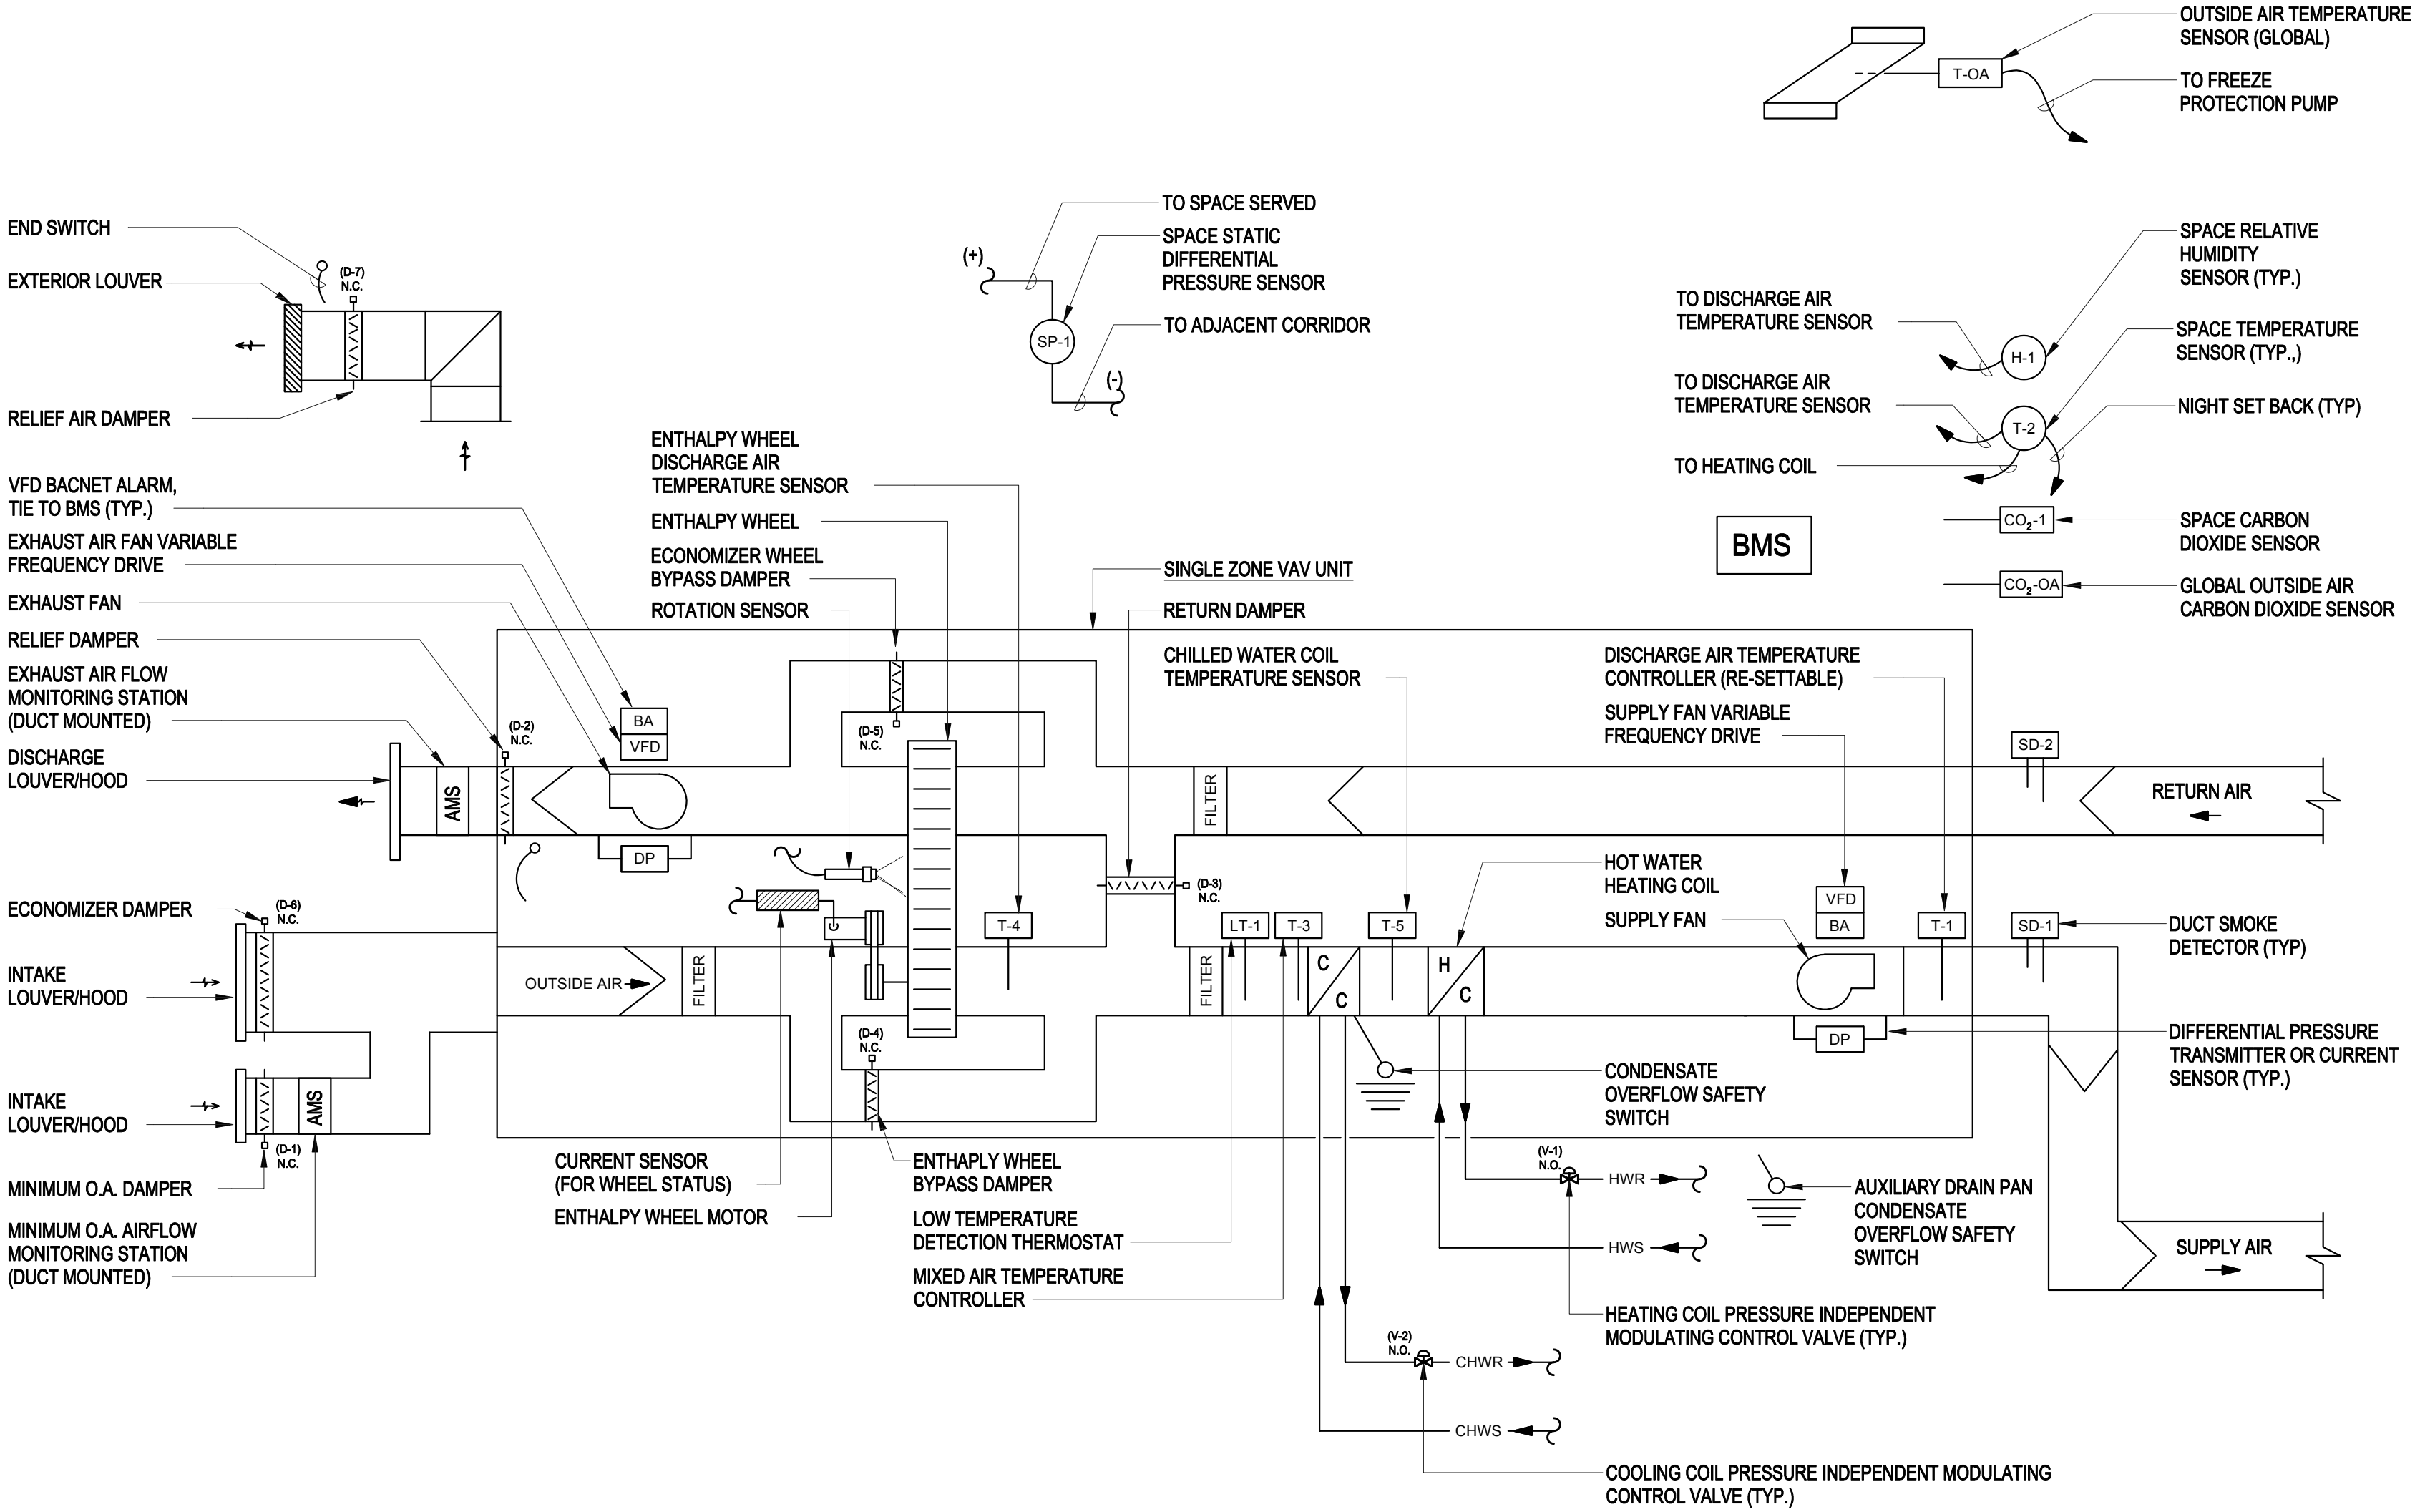 OUTSIDE AIR TEMPERATURE
SENSOR (GLOBAL)
T-OA
TO FREEZE
PROTECTION PUMP
END SWITCH
EXTERIOR LOUVER
(D-7)
N.C.
RELIEF AIR DAMPER
TO SPACE SERVED
SPACE STATIC
DIFFERENTIAL
PRESSURE SENSOR
(+)
TO ADJACENT CORRIDOR
SP-1
(-)
SPACE RELATIVE
HUMIDITY
SENSOR (TYP.)
TO DISCHARGE AIR
TEMPERATURE SENSOR
H-1
SPACE TEMPERATURE
SENSOR (TYP.,)
TO DISCHARGE AIR
TEMPERATURE SENSOR
T-2
NIGHT SET BACK (TYP)
TO HEATING COIL
BMS
CO2-1
SPACE CARBON
DIOXIDE SENSOR
CO2-OA
GLOBAL OUTSIDE AIR
CARBON DIOXIDE SENSOR
VFD BACNET ALARM,
TIE TO BMS (TYP.)
EXHAUST AIR FAN VARIABLE
FREQUENCY DRIVE
EXHAUST FAN
RELIEF DAMPER
EXHAUST AIR FLOW
MONITORING STATION
(DUCT MOUNTED)
DISCHARGE
LOUVER/HOOD
ENTHALPY WHEEL
DISCHARGE AIR
TEMPERATURE SENSOR
ENTHALPY WHEEL
ECONOMIZER WHEEL
BYPASS DAMPER
ROTATION SENSOR
SINGLE ZONE VAV UNIT
RETURN DAMPER
CHILLED WATER COIL
TEMPERATURE SENSOR
DISCHARGE AIR TEMPERATURE
CONTROLLER (RE-SETTABLE)
SUPPLY FAN VARIABLE
FREQUENCY DRIVE
(D-2)
N.C.
BA
VFD
(D-5)
N.C.
AMS
DP
FILTER
SD-2
RETURN AIR
ECONOMIZER DAMPER
(D-6)
N.C.
INTAKE
LOUVER/HOOD
OUTSIDE AIR
FILTER
T-4
(D-3)
N.C.
LT-1
T-3
T-5
HOT WATER
HEATING COIL
SUPPLY FAN
VFD
BA
T-1
SD-1
DUCT SMOKE
DETECTOR (TYP)
FILTER
C
C
H
C
DP
DIFFERENTIAL PRESSURE
TRANSMITTER OR CURRENT
SENSOR (TYP.)
(D-4)
N.C.
INTAKE
LOUVER/HOOD
AMS
(D-1)
N.C.
MINIMUM O.A. DAMPER
MINIMUM O.A. AIRFLOW
MONITORING STATION
(DUCT MOUNTED)
CURRENT SENSOR
(FOR WHEEL STATUS)
ENTHALPY WHEEL MOTOR
ENTHAPLY WHEEL
BYPASS DAMPER
LOW TEMPERATURE
DETECTION THERMOSTAT
MIXED AIR TEMPERATURE
CONTROLLER
CONDENSATE
OVERFLOW SAFETY
SWITCH
(V-1)
N.O.
HWR
HWS
AUXILIARY DRAIN PAN
CONDENSATE
OVERFLOW SAFETY
SWITCH
SUPPLY AIR
HEATING COIL PRESSURE INDEPENDENT
MODULATING CONTROL VALVE (TYP.)
(V-2)
N.O.
CHWR
CHWS
COOLING COIL PRESSURE INDEPENDENT MODULATING
CONTROL VALVE (TYP.)